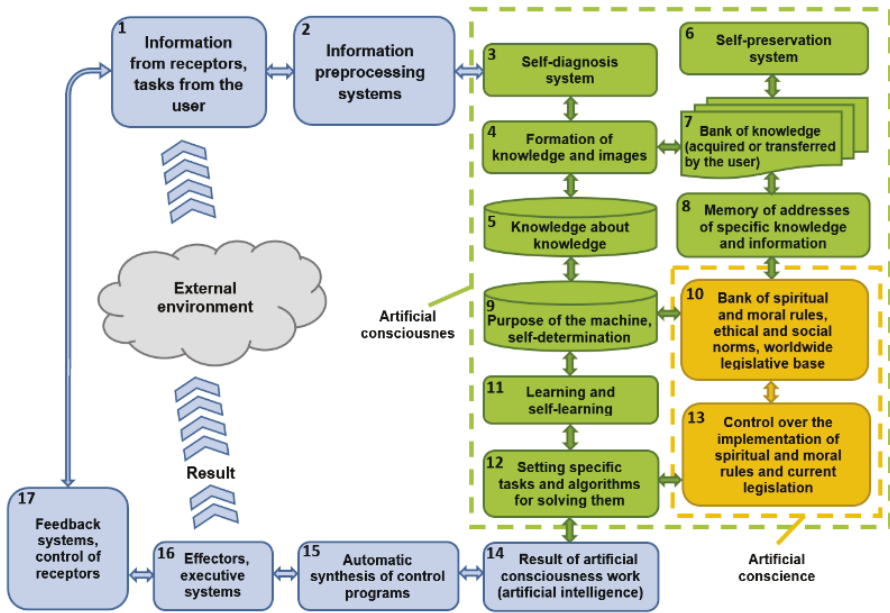 1
Information
from receptors,
tasks from the
user
2
Information
preprocessing
systems
3
Self-diagnosis
system
6
Self-preservation
system
4
Formation of
knowledge and images
7
Bank of knowledge
(acquired or transferred
by the user)
5
Knowledge about
knowledge
8
Memory of addresses
of specific knowledge
and information
External
environment
Artificial
consciousnes
9
Purpose of the machine,
self-determination
10
Bank of spiritual
and moral rules,
ethical and social
norms, worldwide
legislative base
11
Learning and
self-learning
13
Control over the
implementation of
spiritual and moral
rules and current
legislation
12
Setting specific
tasks and algorithms
for solving them
Result
17
Feedback
systems,
control of
receptors
16
Effectors,
executive
systems
15
Automatic
synthesis of control
programs
14
Result of artificial
consciousness work
(artificial intelligence)
Artificial
conscience